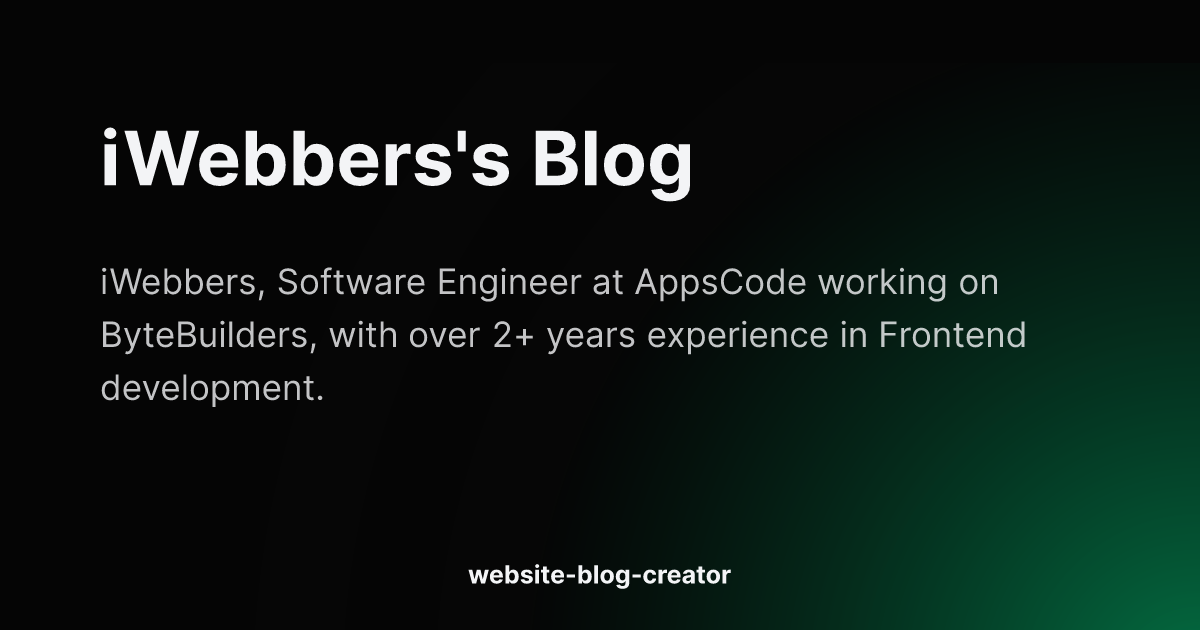 iWebbers's Blog
iWebbers, Software Engineer at AppsCode working on
ByteBuilders, with over 2+ years experience in Frontend
development.
website-blog-creator